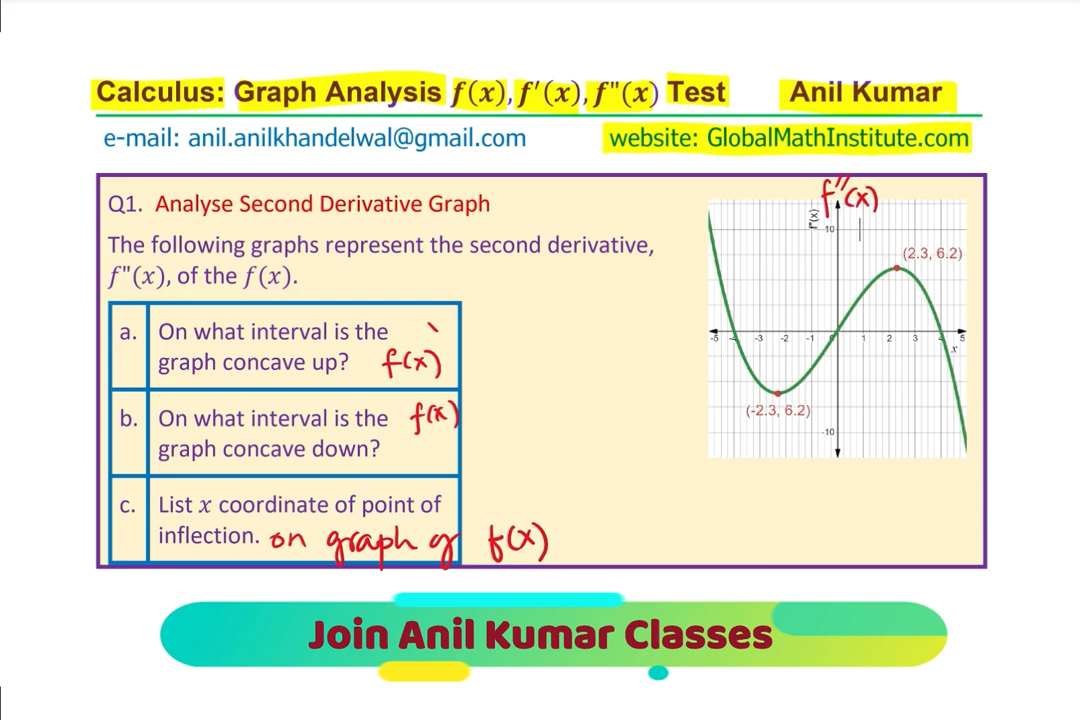 Calculus: Graph Analysis f(x), f'(x), f"(x) Test Anil Kumar
e-mail: anil.anilkhandelwal@gmail.com website: GlobalMathInstitute.com
Q1. Analyse Second Derivative Graph
The following graphs represent the second derivative,
f"(x), of the f(x).
a. On what interval is the
graph concave up? f(x)
b. On what interval is the f(x)
graph concave down?
c. List x coordinate of point of
inflection. on graph of f(x)
f"(x)
f"(x)
10
(2.3, 6.2)
-5 -4 -3 -2 -1 0 1 2 3 4 5
x
(-2.3, 6.2)
-10
Join Anil Kumar Classes